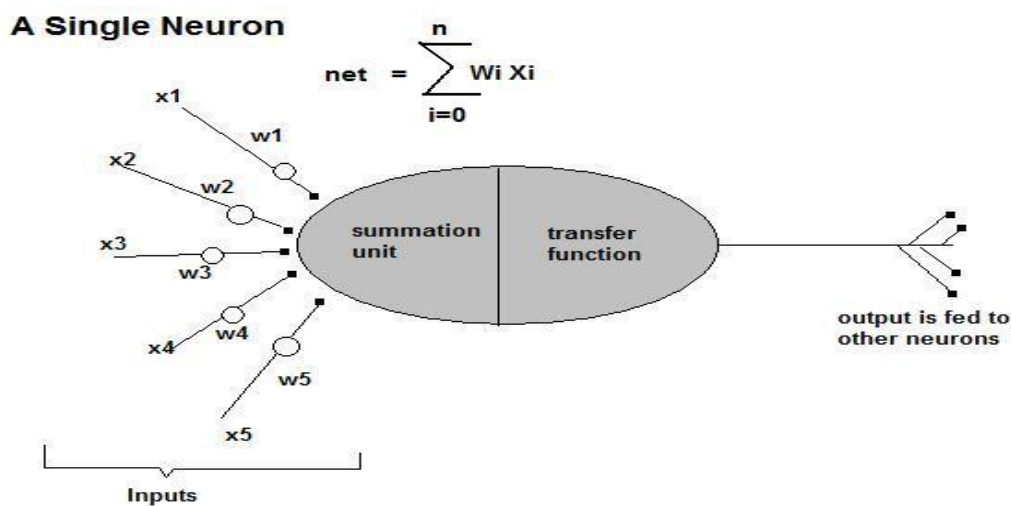 A Single Neuron
n
net = ∑ Wi Xi
i=0
x1
w1
x2
w2
x3
w3
x4
w4
x5
w5
summation
unit
transfer
function
output is fed to
other neurons
Inputs